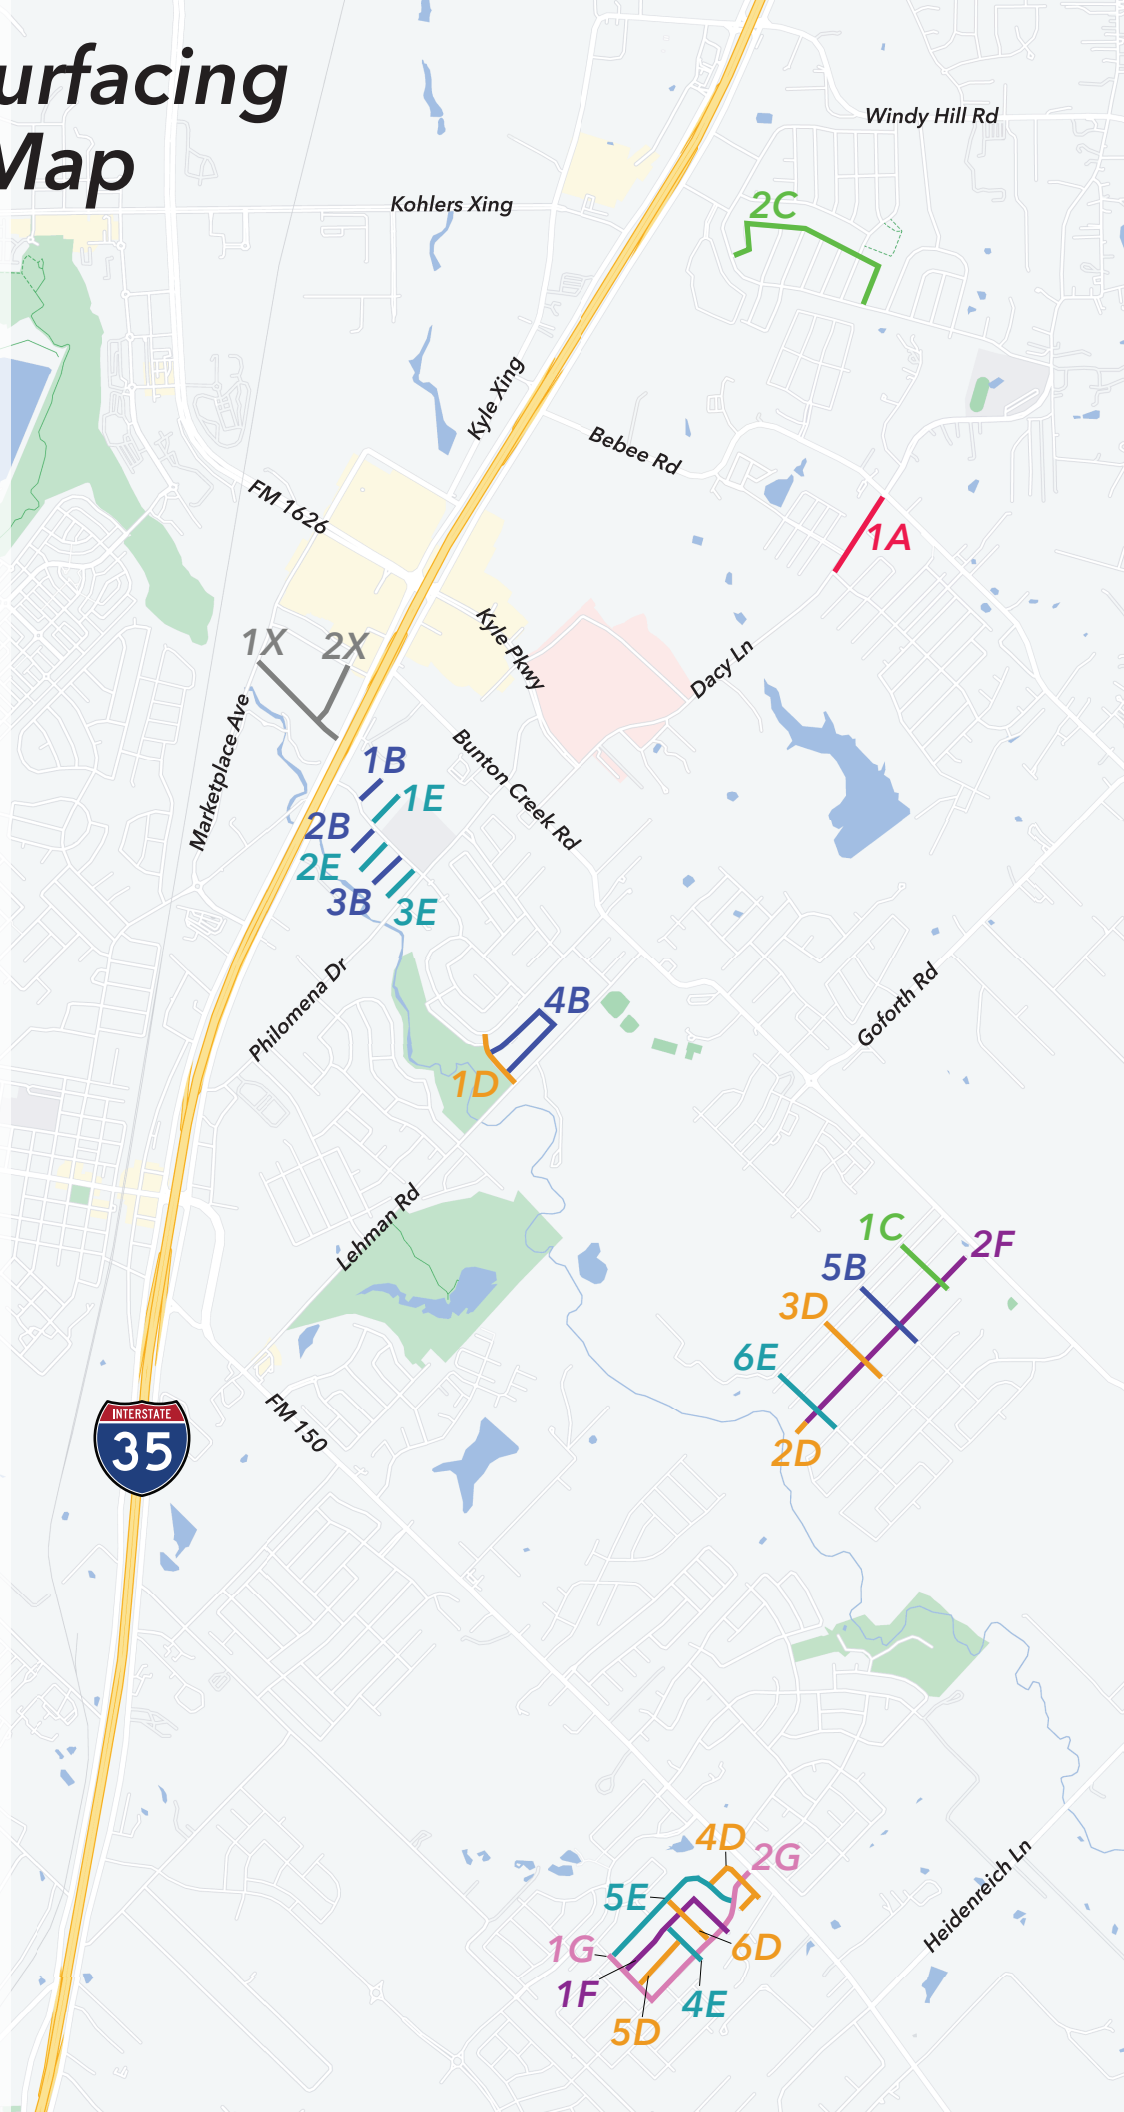 urfacing
Map
Windy Hill Rd
Kohlers Xing
2C
Kyle Xing
Bebee Rd
FM 1626
1A
Kyle Pkwy
1X
2X
Dacy Ln
Marketplace Ave
Bunton Creek Rd
1B
1E
2B
2E
3B
3E
Philomena Dr
4B
Goforth Rd
1D
Lehman Rd
1C
2F
5B
3D
6E
FM 150
INTERSTATE
35
2D
4D
2G
5E
Heidenreich Ln
1G
6D
1F
4E
5D